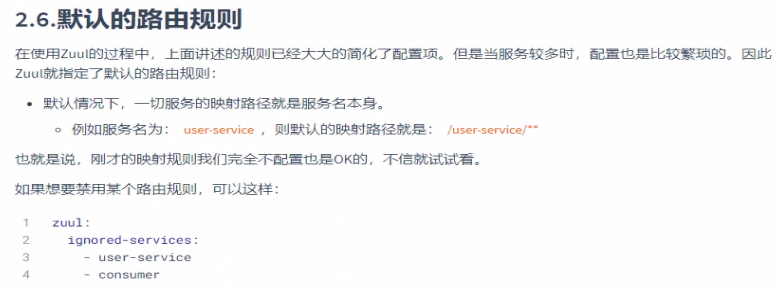 2.6.默认的路由规则
在使用Zuul的过程中，上面讲述的规则已经大大的简化了配置项。但是当服务较多时，配置也是比较繁琐的。因此
Zuul就指定了默认的路由规则：
• 默认情况下，一切服务的映射路径就是服务名本身。
◦ 例如服务名为： user-service ，则默认的映射路径就是： /user-service/**
也就是说，刚才的映射规则我们完全不配置也是OK的，不信就试试看。
如果想要禁用某个路由规则，可以这样：
1 zuul:
2   ignored-services:
3     - user-service
4     - consumer